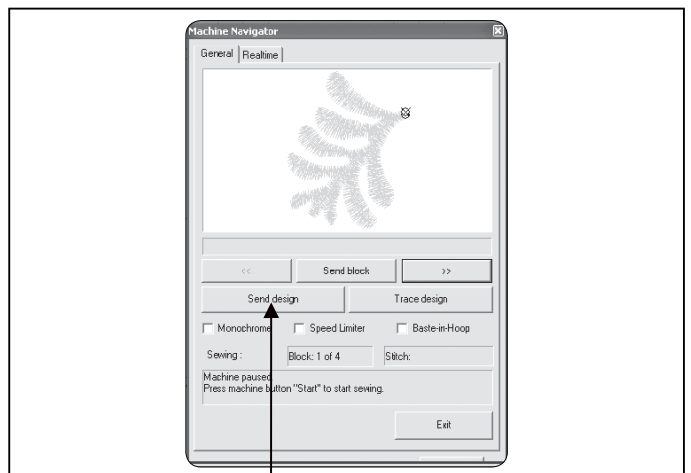 Machine Navigator
General Realtime
<< Send block >>
Send design Trace design
Monochrome Speed Limiter Baste-in-Hoop
Sewing : Block: 1 of 4 Stitch:
Machine paused.
Press machine button "Start" to start sewing.
Exit